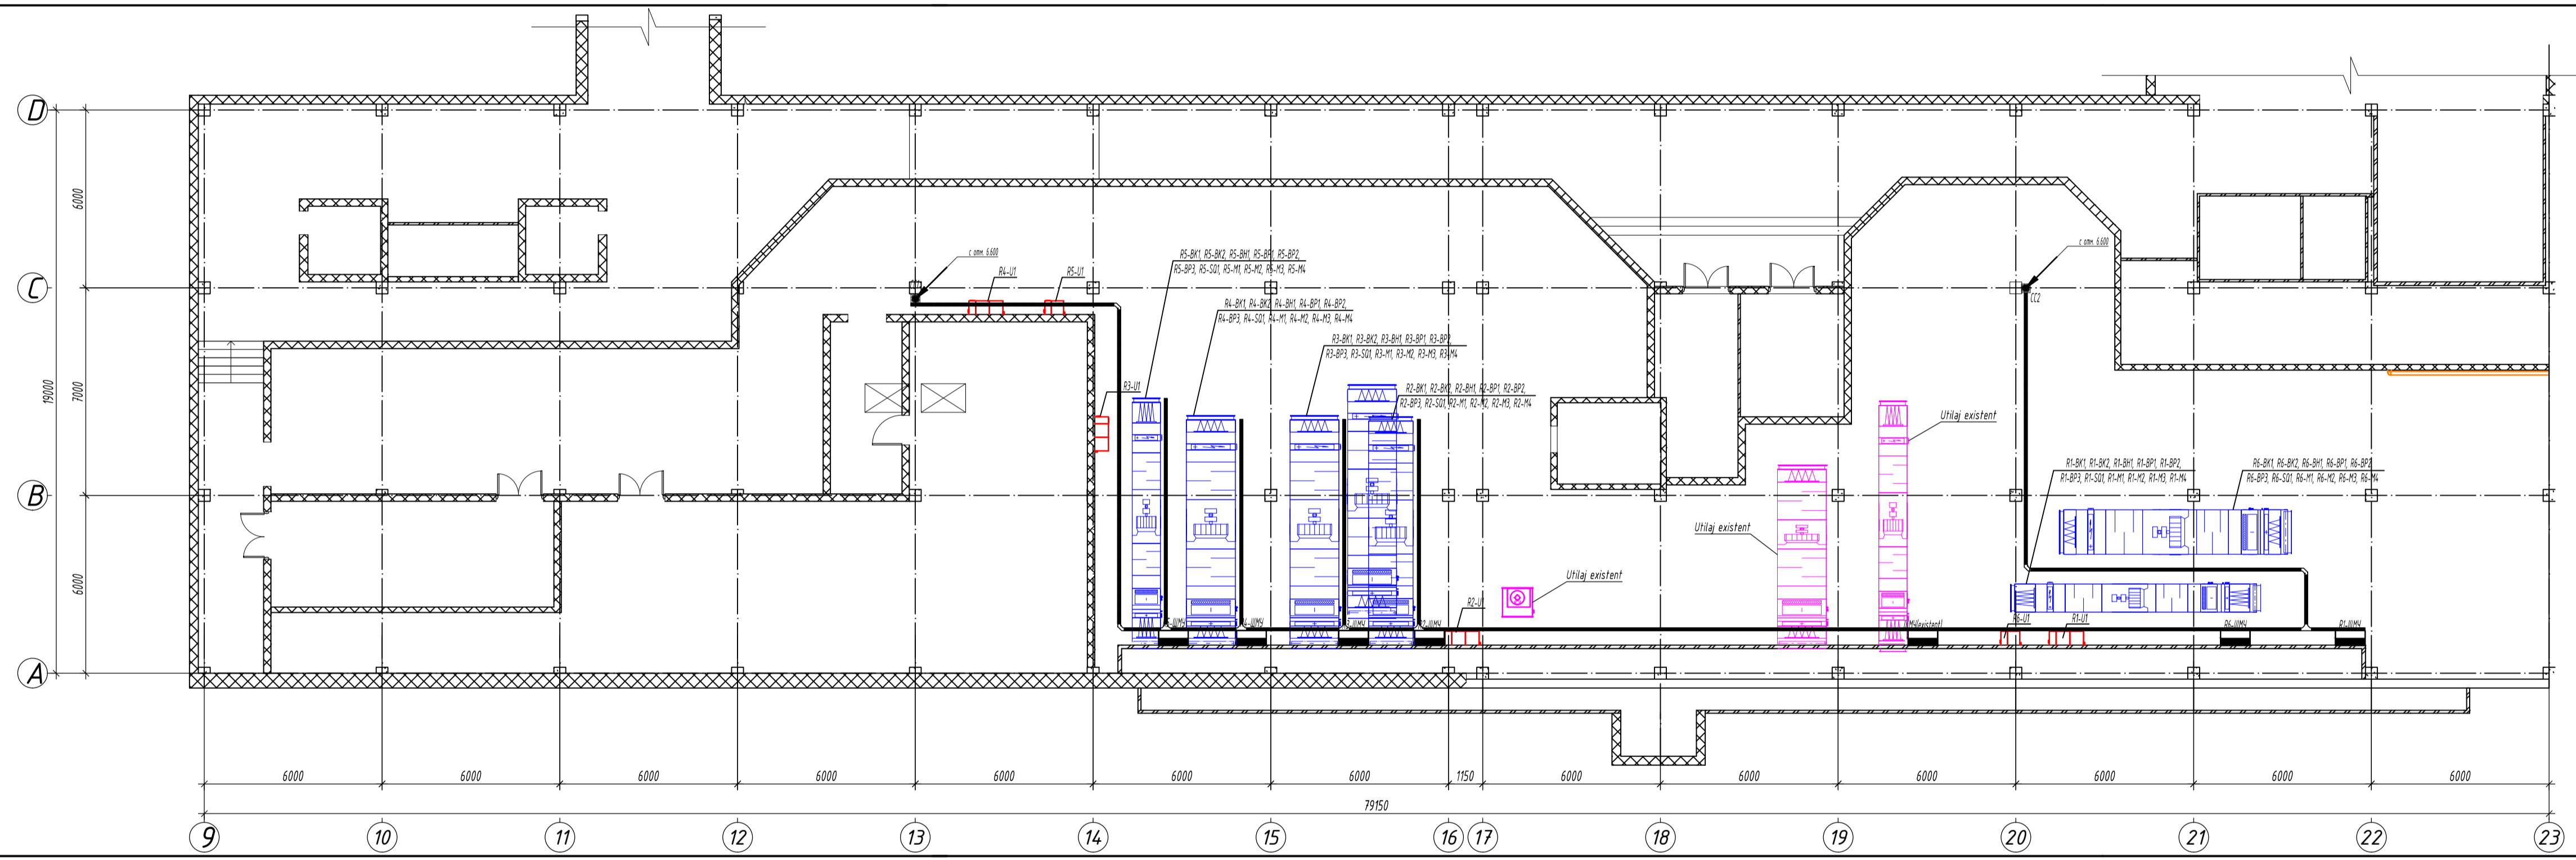 D
6000
C
7000
19000
B
6000
A
с отм. 6.600
R4-U1
R5-U1
R5-BK1, R5-BK2, R5-BH1, R5-BP1, R5-BP2,
R5-BP3, R5-SQ1, R5-M1, R5-M2, R5-M3, R5-M4
R4-BK1, R4-BK2, R4-BH1, R4-BP1, R4-BP2,
R4-BP3, R4-SQ1, R4-M1, R4-M2, R4-M3, R4-M4
R3-BK1, R3-BK2, R3-BH1, R3-BP1, R3-BP2,
R3-BP3, R3-SQ1, R3-M1, R3-M2, R3-M3, R3-M4
R3-U1
R2-BK1, R2-BK2, R2-BH1, R2-BP1, R2-BP2,
R2-BP3, R2-SQ1, R2-M1, R2-M2, R2-M3, R2-M4
с отм. 6.600
CC2
Utilaj existent
Utilaj existent
Utilaj existent
R1-BK1, R1-BK2, R1-BH1, R1-BP1, R1-BP2,
R1-BP3, R1-SQ1, R1-M1, R1-M2, R1-M3, R1-M4
R6-BK1, R6-BK2, R6-BH1, R6-BP1, R6-BP2,
R6-BP3, R6-SQ1, R6-M1, R6-M2, R6-M3, R6-M4
R2-U1
R6-U1
R1-U1
R6-ШМУ
R1-ШМУ
6000
6000
6000
6000
6000
6000
6000
1150
6000
6000
6000
6000
6000
6000
79150
9
10
11
12
13
14
15
16
17
18
19
20
21
22
23